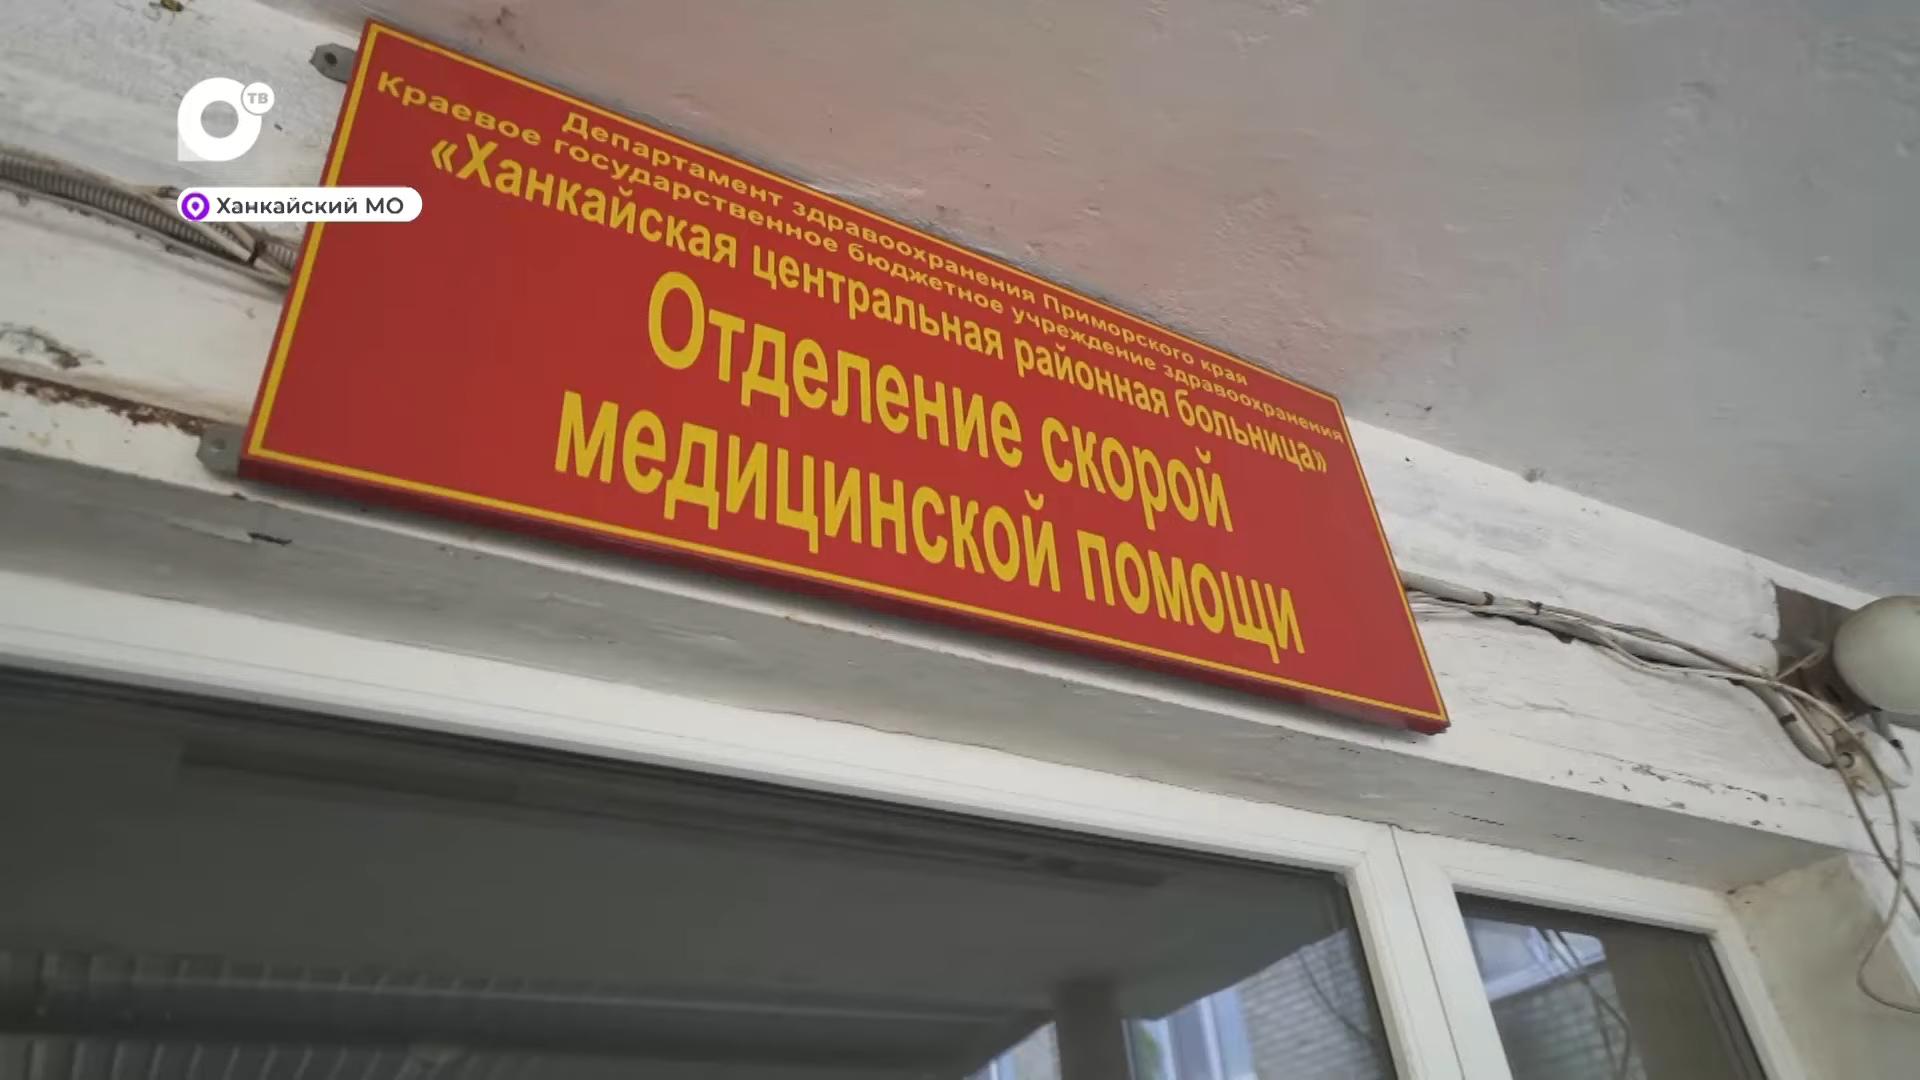 ТВ
Ханкайский МО
Департамент здравоохранения Приморского края
Краевое государственное бюджетное учреждение здравоохранения
«Ханкайская центральная районная больница»
Отделение скорой
медицинской помощи